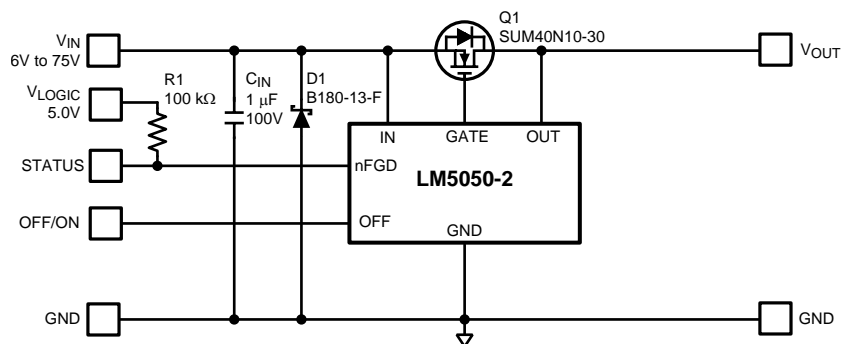 Q1
SUM40N10-30
VIN
6V to 75V
VOUT
R1
100 kΩ
CIN
1 μF
100V
D1
B180-13-F
VLOGIC
5.0V
IN
GATE
OUT
STATUS
nFGD
LM5050-2
OFF/ON
OFF
GND
GND
GND